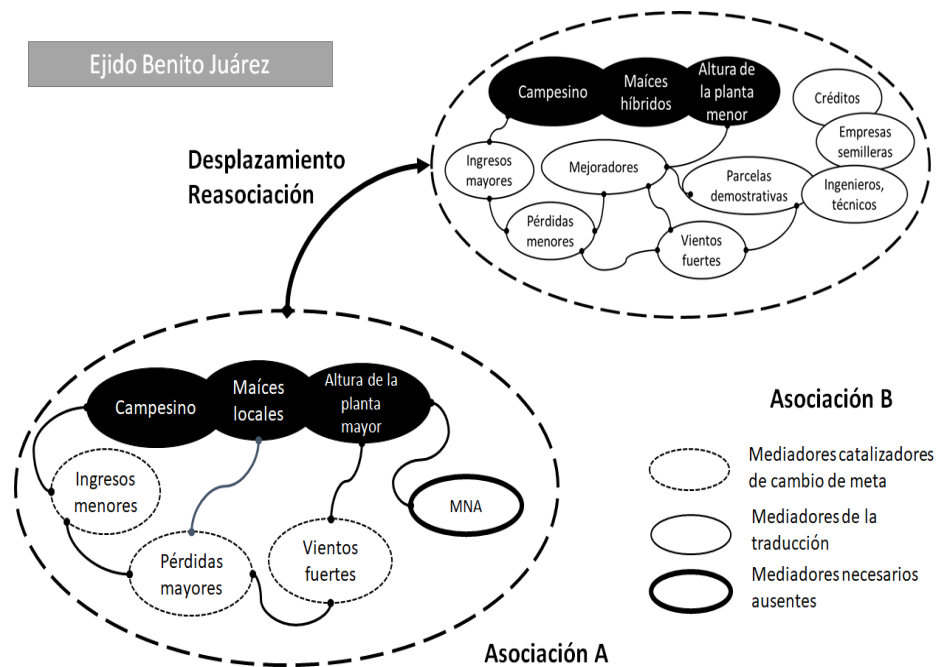 Ejido Benito Juárez
Campesino
Maíces
híbridos
Altura de
la planta
menor
Créditos
Empresas
semilleras
Ingenieros,
técnicos
Ingresos
mayores
Mejoradores
Parcelas
demostrativas
Pérdidas
menores
Vientos
fuertes
Desplazamiento
Reasociación
Campesino
Maíces
locales
Altura de la
planta
mayor
Ingresos
menores
MNA
Pérdidas
mayores
Vientos
fuertes
Asociación A
Asociación B
Mediadores catalizadores
de cambio de meta
Mediadores de la
traducción
Mediadores necesarios
ausentes